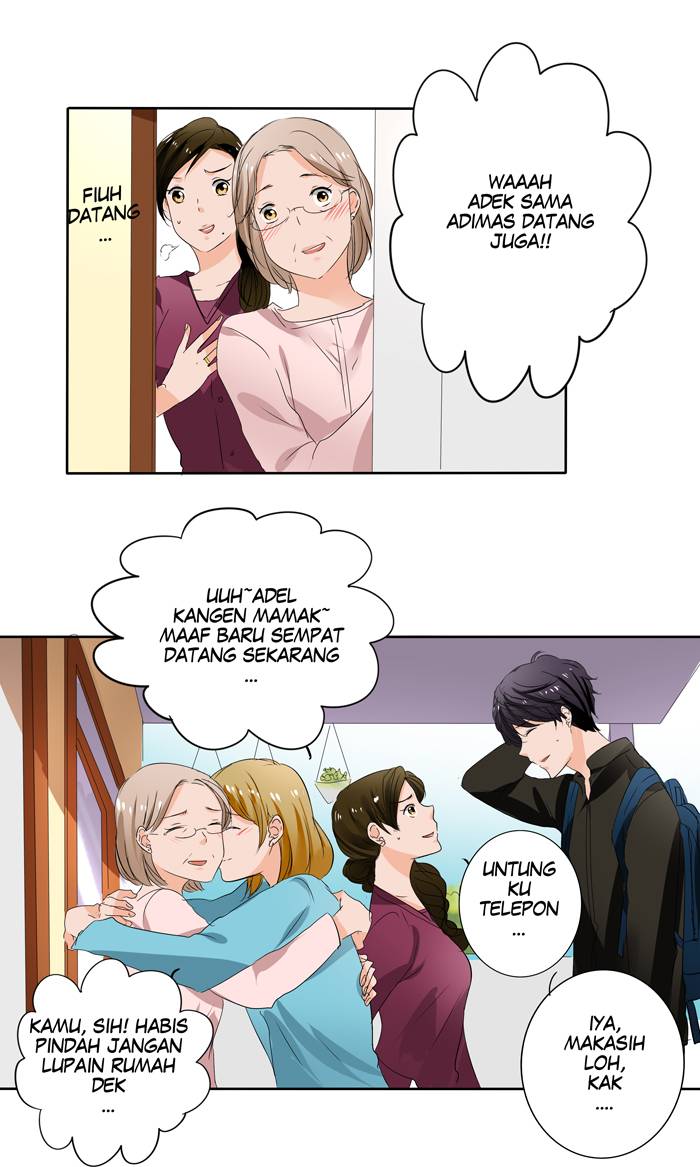 FIUH
DATANG
...
WAAAH
ADEK SAMA
ADIMAS DATANG
JUGA!!
UUH~ADEL
KANGEN MAMAK~
MAAF BARU SEMPAT
DATANG SEKARANG
...
KAMU, SIH! HABIS
PINDAH JANGAN
LUPAIN RUMAH
DEK
...
UNTUNG
KU
TELEPON
...
IYA,
MAKASIH
LOH,
KAK
....